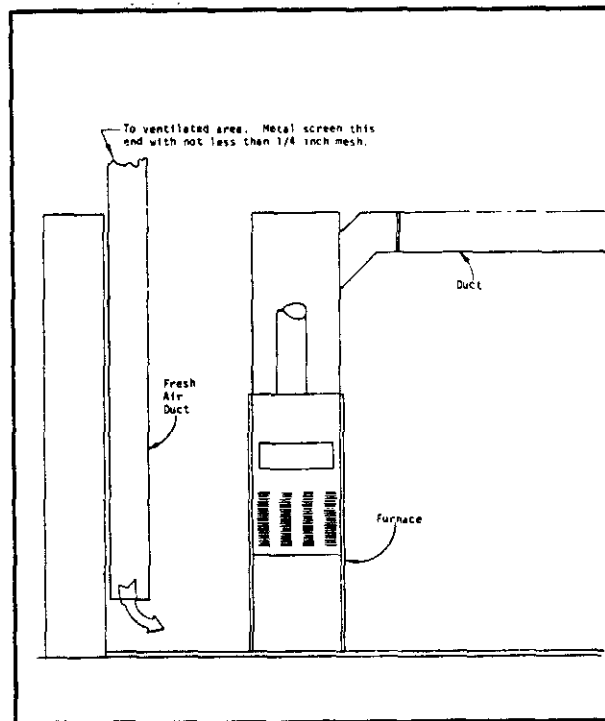 To ventilated area. Metal screen this
end with not less than 1/4 inch mesh.
Duct
Fresh
Air
Duct
Furnace